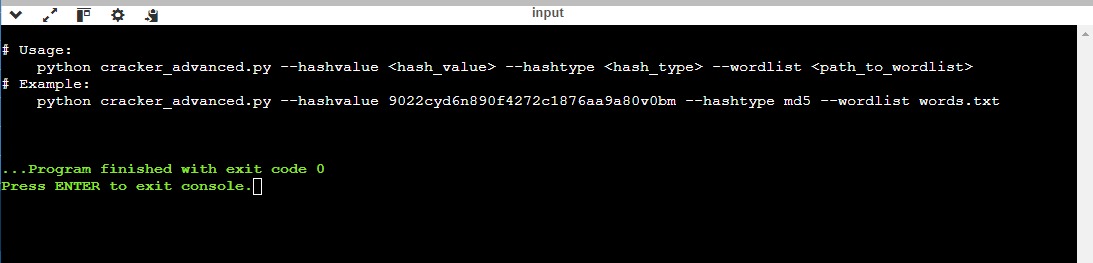 input
# Usage:
python cracker_advanced.py --hashvalue <hash_value> --hashtype <hash_type> --wordlist <path_to_wordlist>
# Example:
python cracker_advanced.py --hashvalue 9022cyd6n890f4272c1876aa9a80v0bm --hashtype md5 --wordlist words.txt
...Program finished with exit code 0
Press ENTER to exit console.